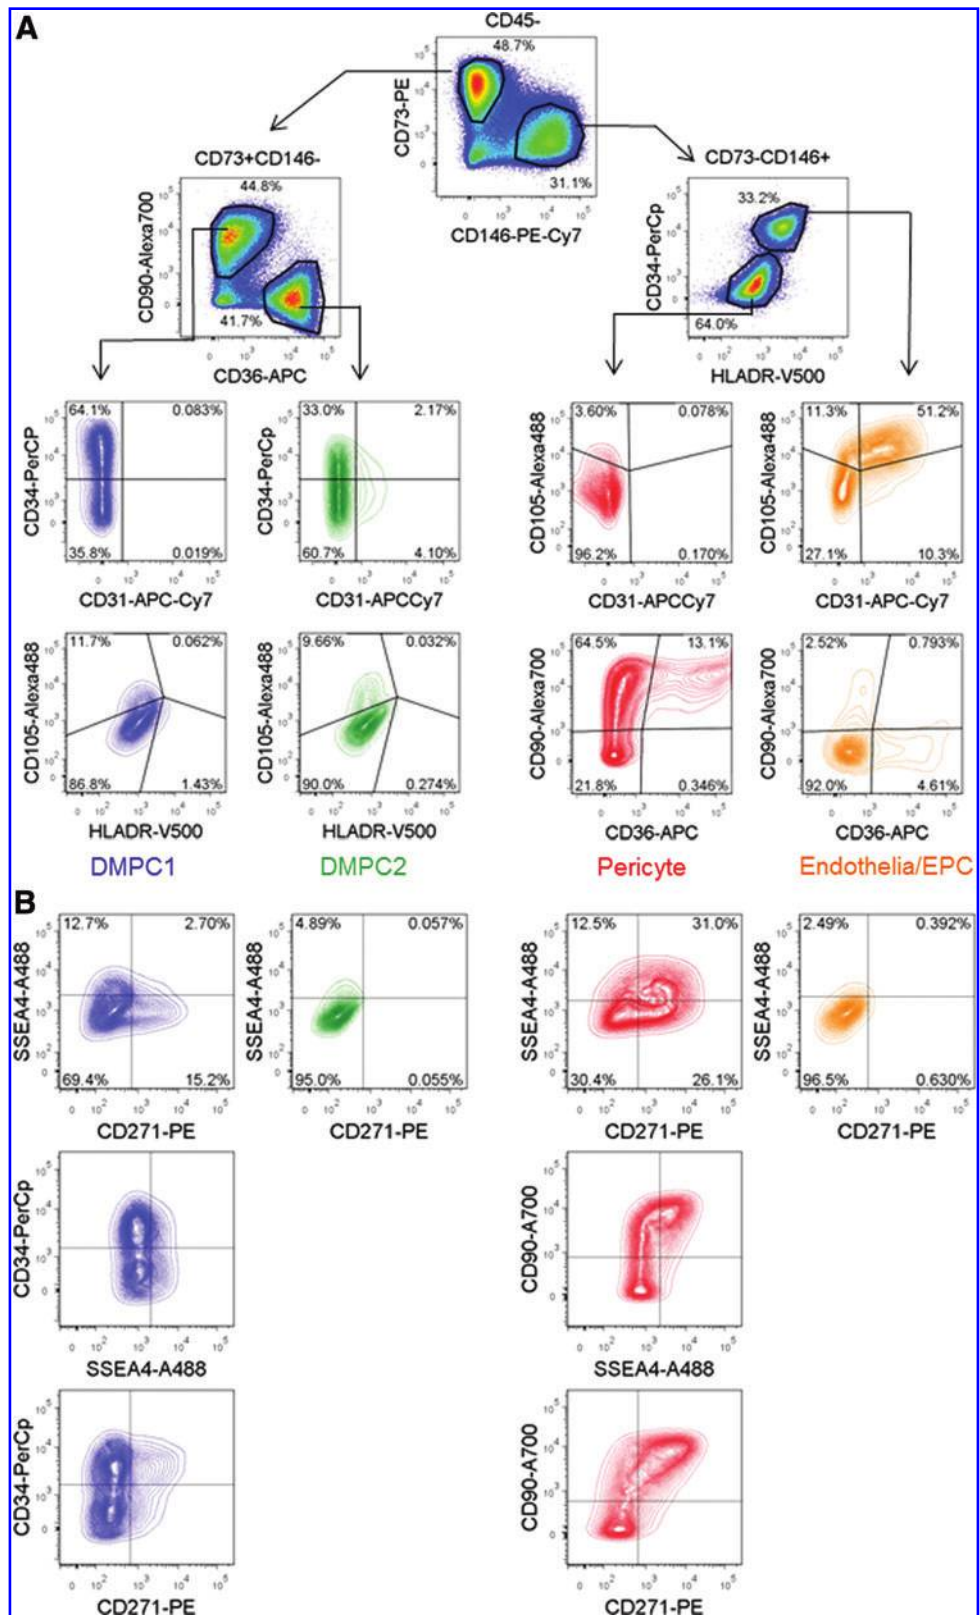 A
CD45-
48.7%
CD73-PE
31.1%
CD146-PE-Cy7
CD73+CD146-
44.8%
CD90-Alexa700
41.7%
CD36-APC
CD73-CD146+
33.2%
CD34-PerCp
64.0%
HLADR-V500
64.1% 0.083%
CD34-PerCP
35.8% 0.019%
CD31-APC-Cy7
33.0% 2.17%
CD34-PerCp
60.7% 4.10%
CD31-APCCy7
3.60% 0.078%
CD105-Alexa488
96.2% 0.170%
CD31-APCCy7
11.3% 51.2%
CD105-Alexa488
27.1% 10.3%
CD31-APC-Cy7
11.7% 0.062%
CD105-Alexa488
86.8% 1.43%
HLADR-V500
9.66% 0.032%
CD105-Alexa488
90.0% 0.274%
HLADR-V500
64.5% 13.1%
CD90-Alexa700
21.8% 0.346%
CD36-APC
2.52% 0.793%
CD90-Alexa700
92.0% 4.61%
CD36-APC
DMPC1
DMPC2
Pericyte
Endothelia/EPC
B
12.7% 2.70%
SSEA4-A488
69.4% 15.2%
CD271-PE
4.89% 0.057%
SSEA4-A488
95.0% 0.055%
CD271-PE
12.5% 31.0%
SSEA4-A488
30.4% 26.1%
CD271-PE
2.49% 0.392%
SSEA4-A488
96.5% 0.630%
CD271-PE
CD34-PerCp
SSEA4-A488
CD90-A700
SSEA4-A488
CD34-PerCp
CD271-PE
CD90-A700
CD271-PE